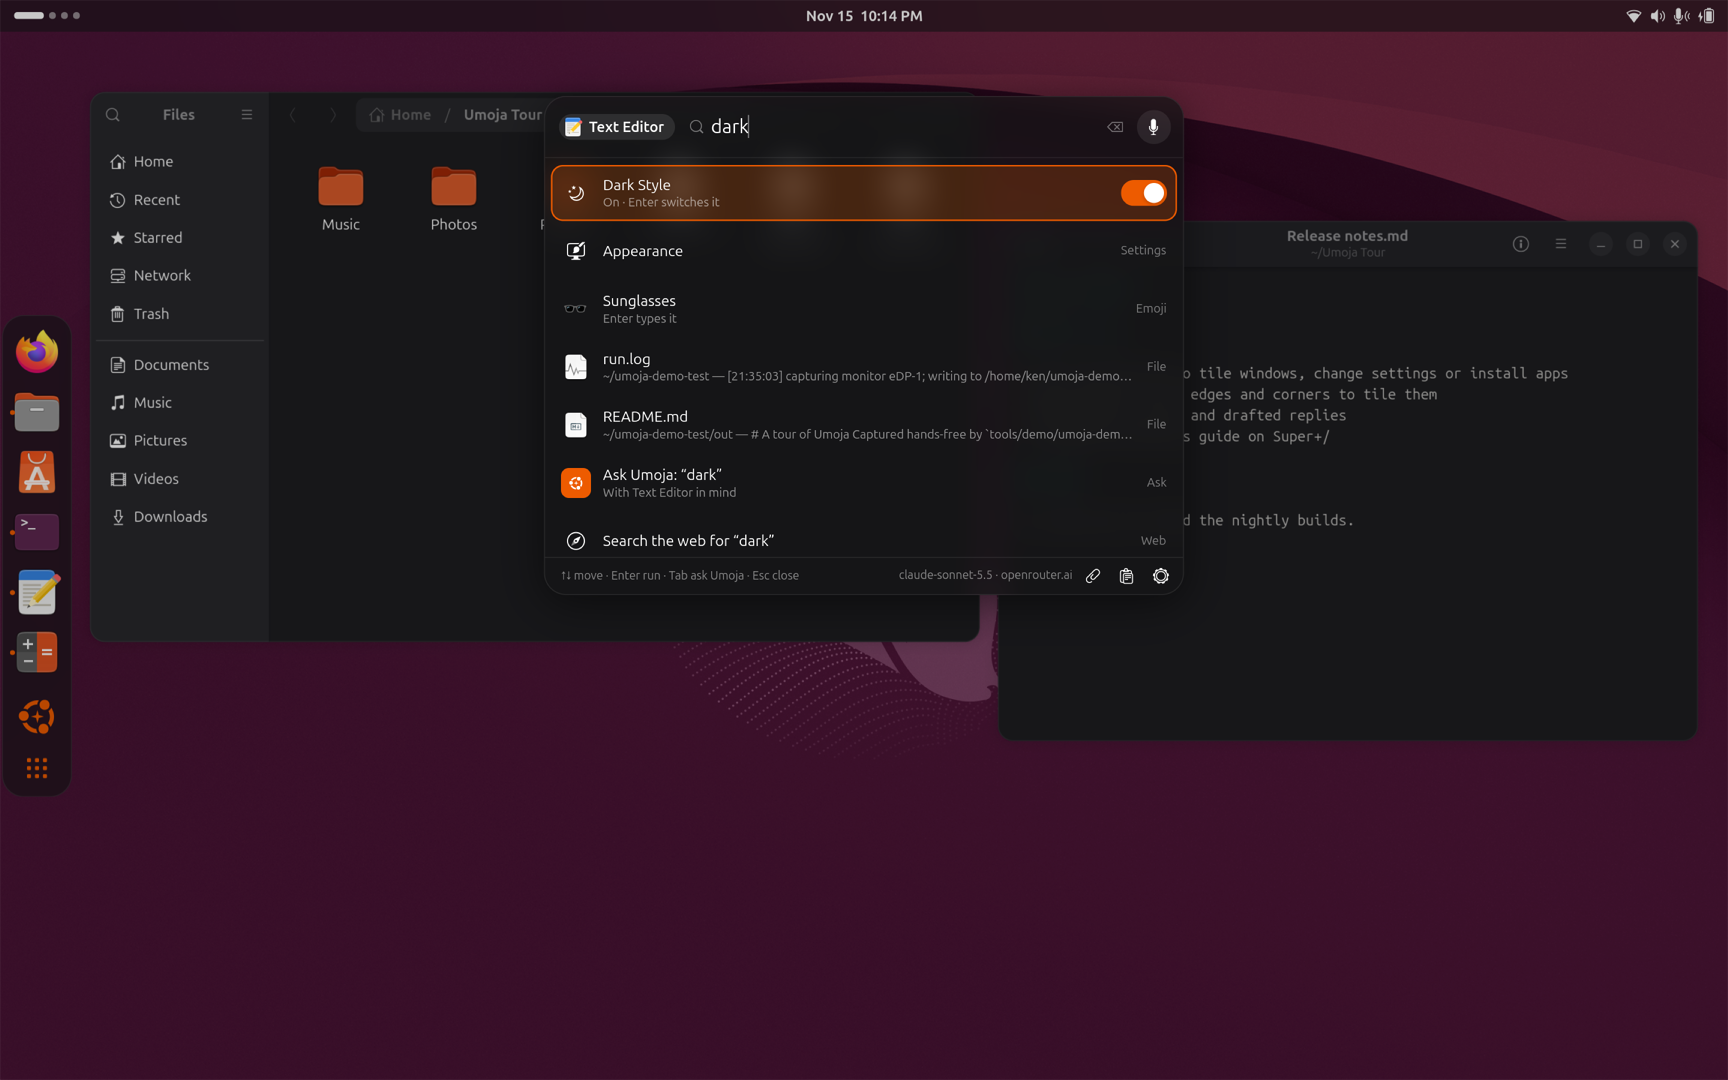 Nov 15  10:14 PM
Files
Home / Umoja Tour
Home
Recent
Starred
Network
Trash
Documents
Music
Pictures
Videos
Downloads
Music
Photos
Text Editor
dark
Dark Style
On · Enter switches it
Appearance
Settings
Sunglasses
Enter types it
Emoji
run.log
~/umoja-demo-test — [21:35:03] capturing monitor eDP-1; writing to /home/ken/umoja-demo…
File
README.md
~/umoja-demo-test/out — # A tour of Umoja Captured hands-free by `tools/demo/umoja-dem…
File
Ask Umoja: “dark”
With Text Editor in mind
Ask
Search the web for “dark”
Web
↑↓ move · Enter run · Tab ask Umoja · Esc close
claude-sonnet-5.5 · openrouter.ai
Release notes.md
~/Umoja Tour
o tile windows, change settings or install apps
edges and corners to tile them
and drafted replies
s guide on Super+/
d the nightly builds.